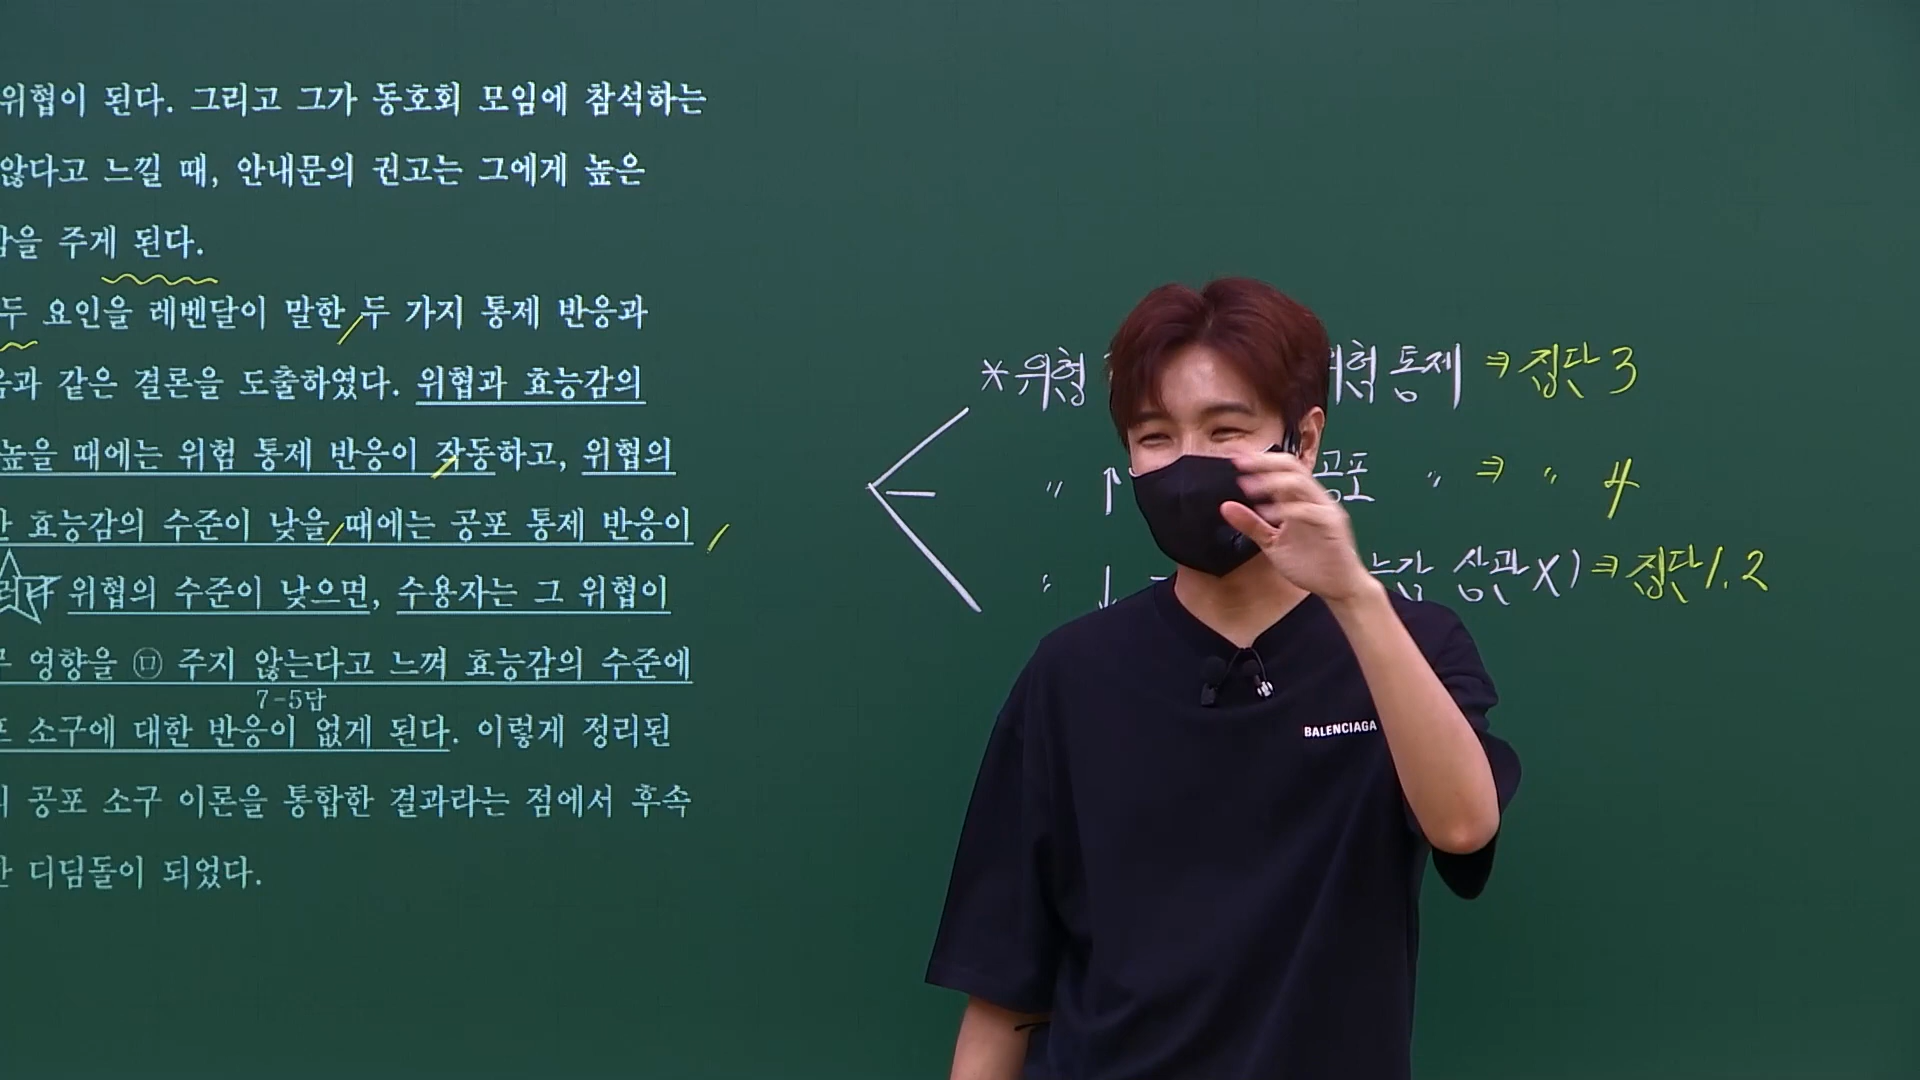 위협이 된다. 그리고 그가 동호회 모임에 참석하는
않다고 느낄 때, 안내문의 권고는 그에게 높은
감을 주게 된다.
두 요인을 레벤달이 말한 두 가지 통제 반응과
같은 결론을 도출하였다. 위협과 효능감의
높을 때에는 위험 통제 반응이 작동하고, 위협의
효능감의 수준이 낮을 때에는 공포 통제 반응이
위협의 수준이 낮으면, 수용자는 그 위협이
영향을 ㉤ 주지 않는다고 느껴 효능감의 수준에
7-5답
소구에 대한 반응이 없게 된다. 이렇게 정리된
공포 소구 이론을 통합한 결과라는 점에서 후속
디딤돌이 되었다.
*위협 위험 통제 ⇒ 집단 3
〃 ↑ 공포 〃 ⇒ 〃 4
〃 ↓ 능감 상관X) ⇒ 집단 1. 2
BALENCIAGA